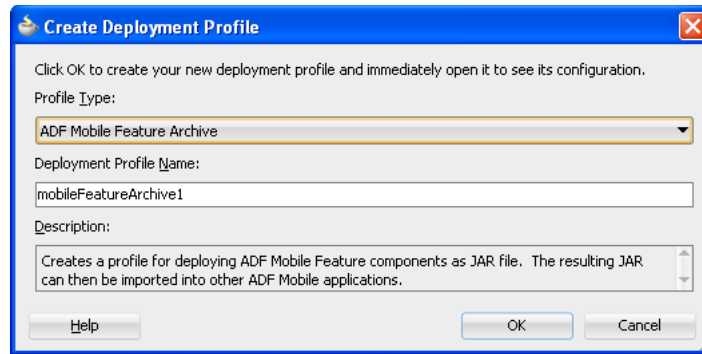 Create Deployment Profile
Click OK to create your new deployment profile and immediately open it to see its configuration.
Profile Type:
ADF Mobile Feature Archive
Deployment Profile Name:
mobileFeatureArchive1
Description:
Creates a profile for deploying ADF Mobile Feature components as JAR file.  The resulting JAR
can then be imported into other ADF Mobile applications.
Help OK Cancel